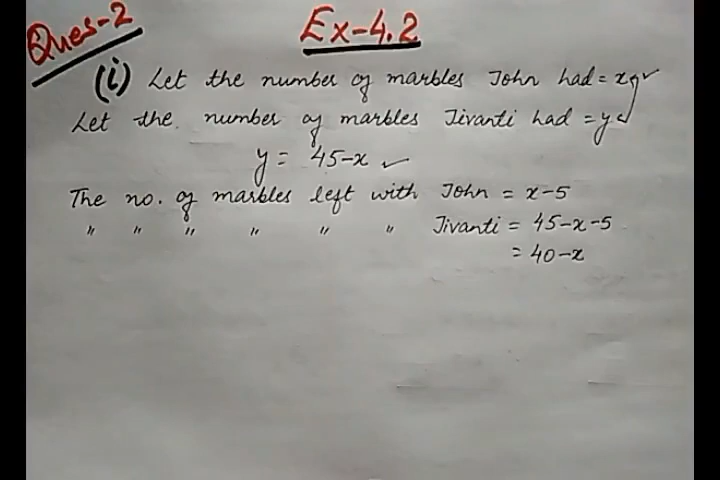 Ques-2
Ex-4.2
(i) Let the number of marbles John had = x
Let the number of marbles Jivanti had = y
y = 45-x
The no. of marbles left with John = x-5
〃 〃 〃 〃 〃 〃 Jivanti = 45-x-5
= 40-x